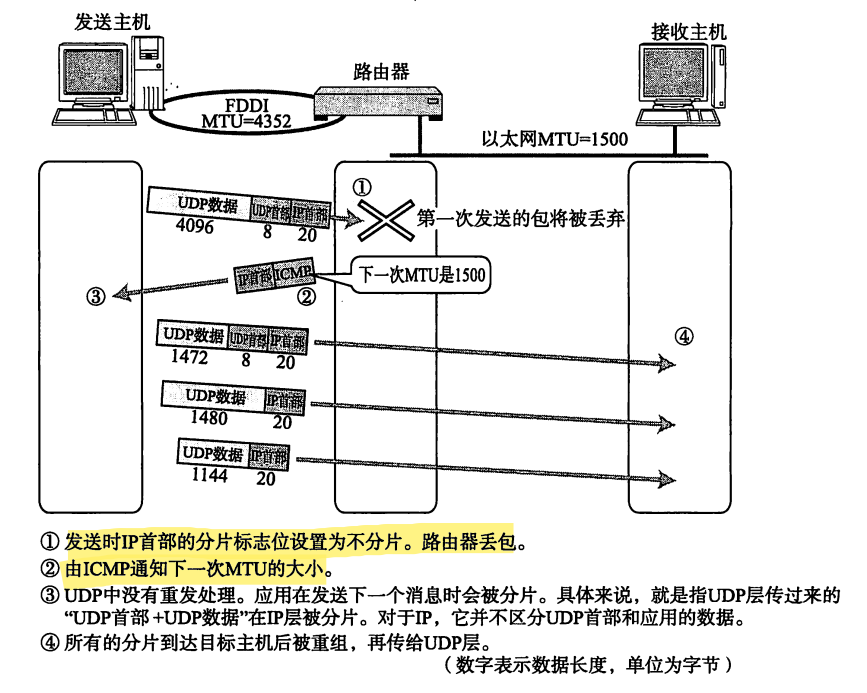 发送主机
接收主机
路由器
FDDI
MTU=4352
以太网MTU=1500
①
UDP数据 UDP首部 IP首部
4096 8 20
第一次发送的包将被丢弃
IP首部 ICMP
下一次MTU是1500
③
②
④
UDP数据 UDP首部 IP首部
1472 8 20
UDP数据 IP首部
1480 20
UDP数据 IP首部
1144 20
① 发送时IP首部的分片标志位设置为不分片。路由器丢包。
② 由ICMP通知下一次MTU的大小。
③ UDP中没有重发处理。应用在发送下一个消息时会被分片。具体来说，就是指UDP层传过来的
“UDP首部+UDP数据”在IP层被分片。对于IP，它并不区分UDP首部和应用的数据。
④ 所有的分片到达目标主机后被重组，再传给UDP层。
（数字表示数据长度，单位为字节）